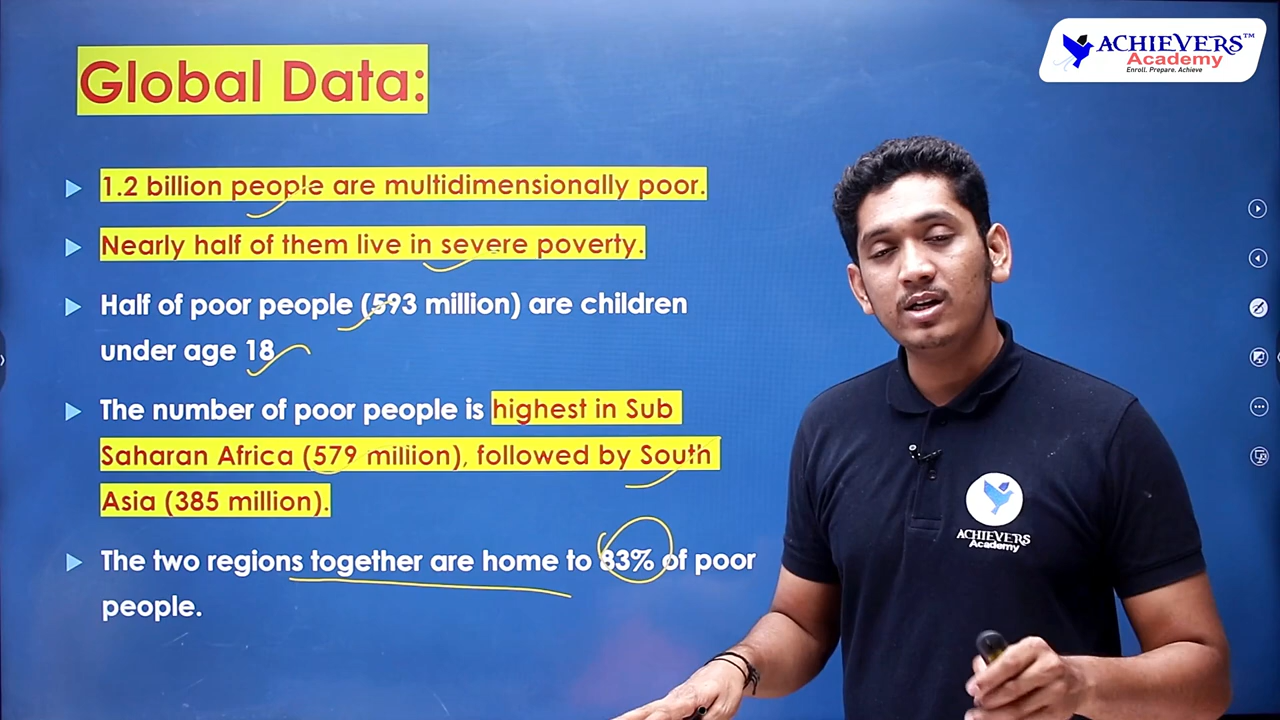 ACHIEVERS™
Academy
Enroll. Prepare. Achieve
Global Data:
1.2 billion people are multidimensionally poor.
Nearly half of them live in severe poverty.
Half of poor people (593 million) are children
under age 18
The number of poor people is highest in Sub
Saharan Africa (579 million), followed by South
Asia (385 million).
The two regions together are home to 83% of poor
people.
ACHIEVERS
Academy